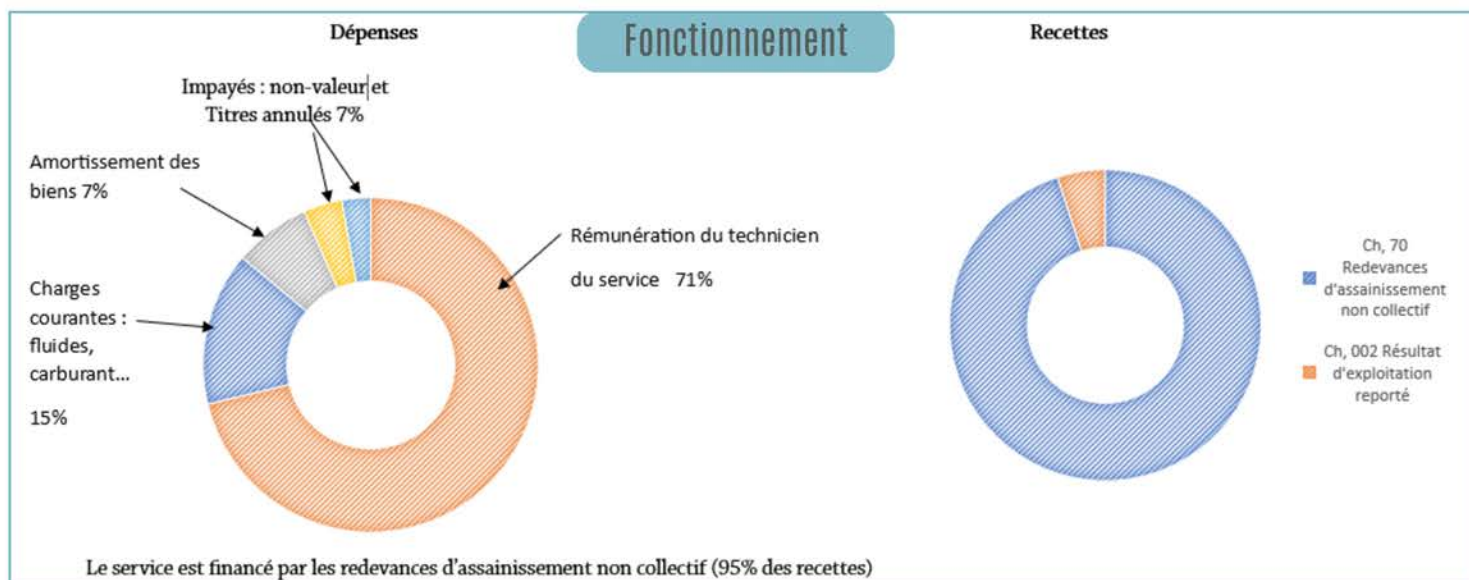 Fonctionnement
Dépenses
Impayés : non-valeur et
Titres annulés 7%
Amortissement des
biens 7%
Charges
courantes :
fluides,
carburant...
15%
Rémunération du technicien
du service 71%
Recettes
Ch, 70
Redevances
d'assainissement
non collectif
Ch, 002 Résultat
d'exploitation
reporté
Le service est financé par les redevances d'assainissement non collectif (95% des recettes)